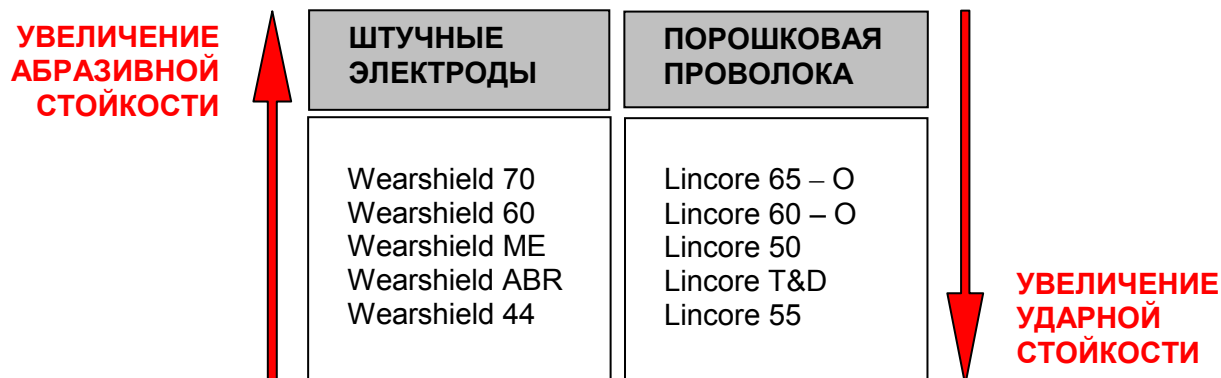 УВЕЛИЧЕНИЕ
АБРАЗИВНОЙ
СТОЙКОСТИ
ШТУЧНЫЕ
ЭЛЕКТРОДЫ
Wearshield 70
Wearshield 60
Wearshield ME
Wearshield ABR
Wearshield 44
ПОРОШКОВАЯ
ПРОВОЛОКА
Lincore 65 – O
Lincore 60 – O
Lincore 50
Lincore T&D
Lincore 55
УВЕЛИЧЕНИЕ
УДАРНОЙ
СТОЙКОСТИ